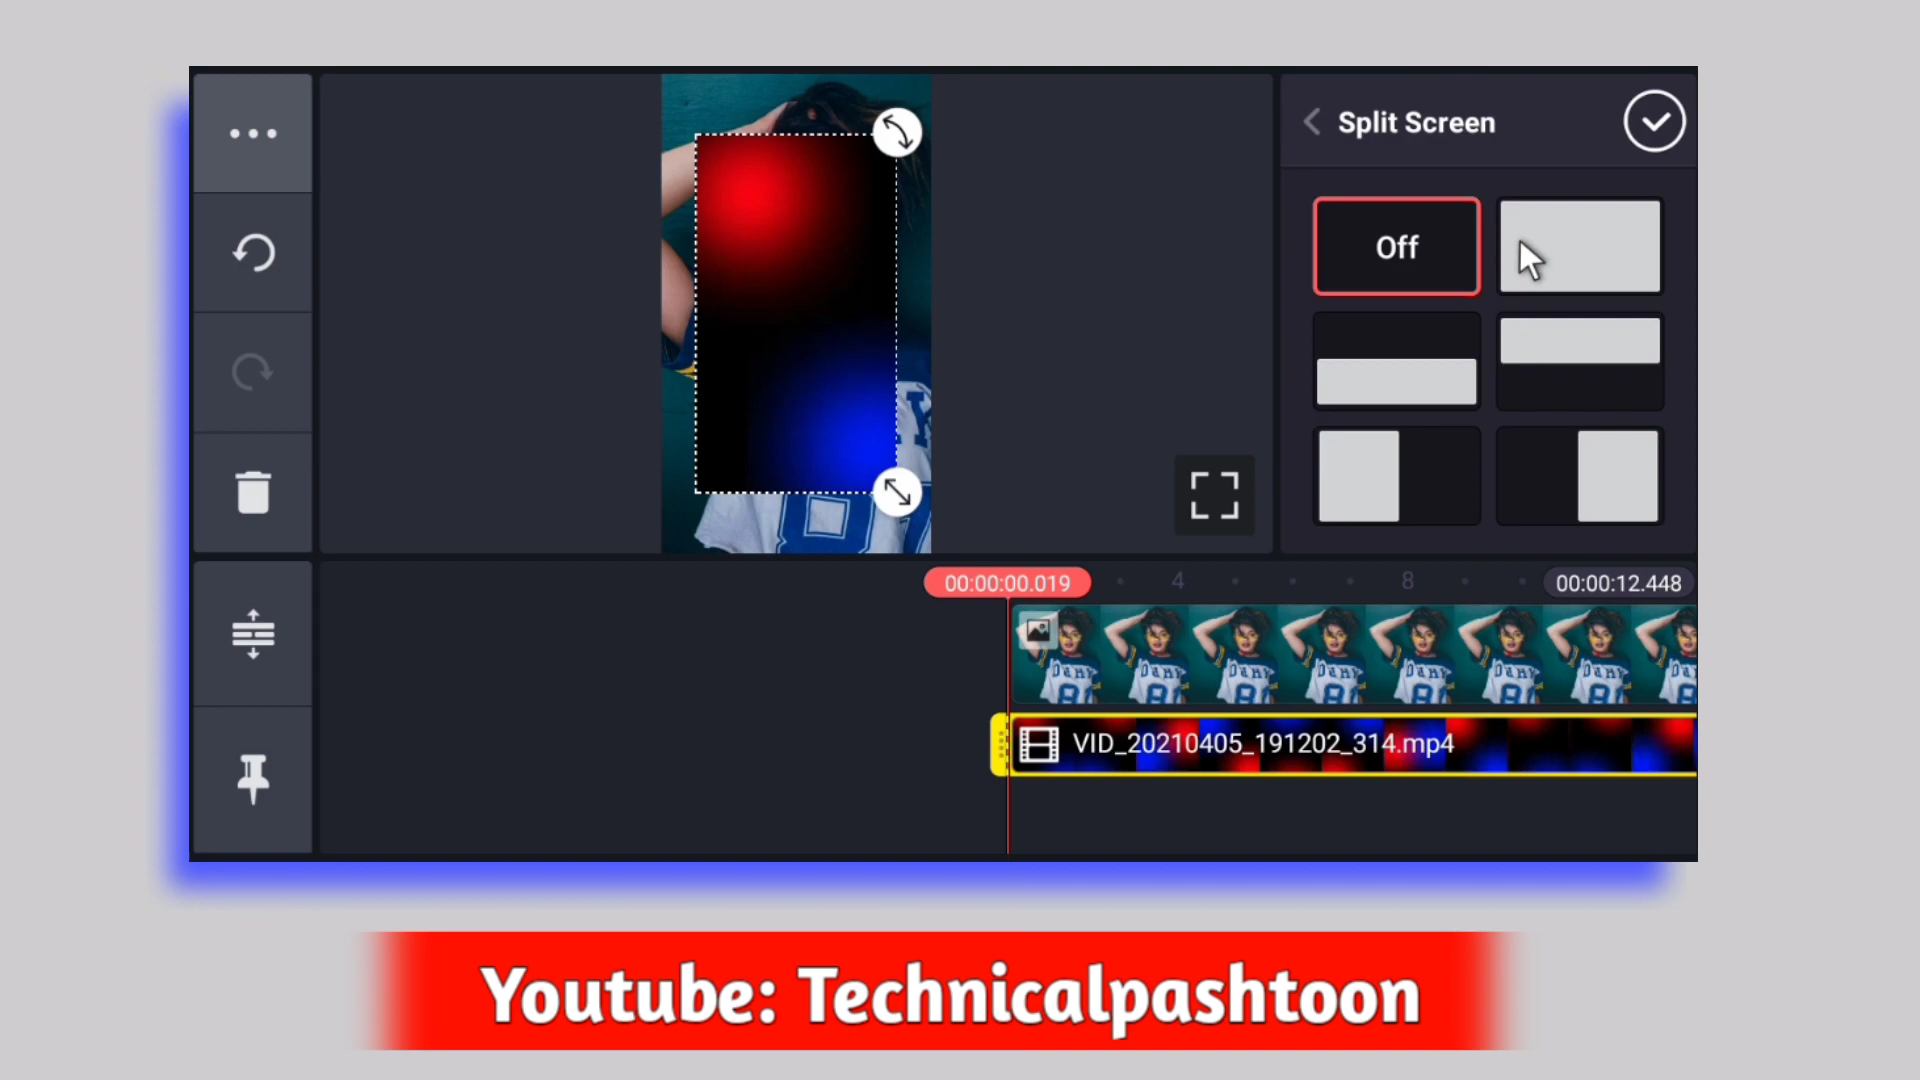 Split Screen
Off
00:00:00.019
4
8
00:00:12.448
VID_20210405_191202_314.mp4
Youtube: Technicalpashtoon